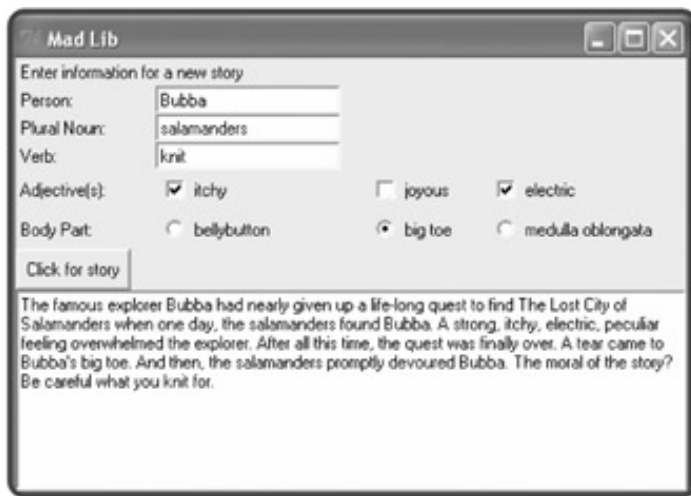 Mad Lib
Enter information for a new story
Person: Bubba
Plural Noun: salamanders
Verb: knit
Adjective(s): itchy joyous electric
Body Part: bellybutton big toe medulla oblongata
Click for story
The famous explorer Bubba had nearly given up a life-long quest to find The Lost City of
Salamanders when one day, the salamanders found Bubba. A strong, itchy, electric, peculiar
feeling overwhelmed the explorer. After all this time, the quest was finally over. A tear came to
Bubba's big toe. And then, the salamanders promptly devoured Bubba. The moral of the story?
Be careful what you knit for.